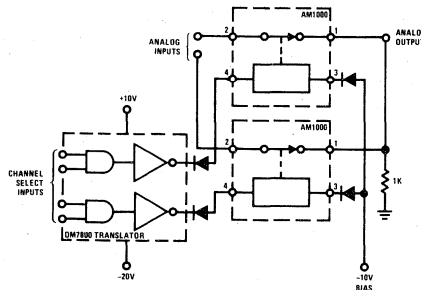 AM1000
ANALOG
INPUTS
2
1
ANALOG
OUTPUT
4
3
+10V
AM1000
2
1
CHANNEL
SELECT
INPUTS
4
3
1K
DM7800 TRANSLATOR
-20V
-10V
BIAS